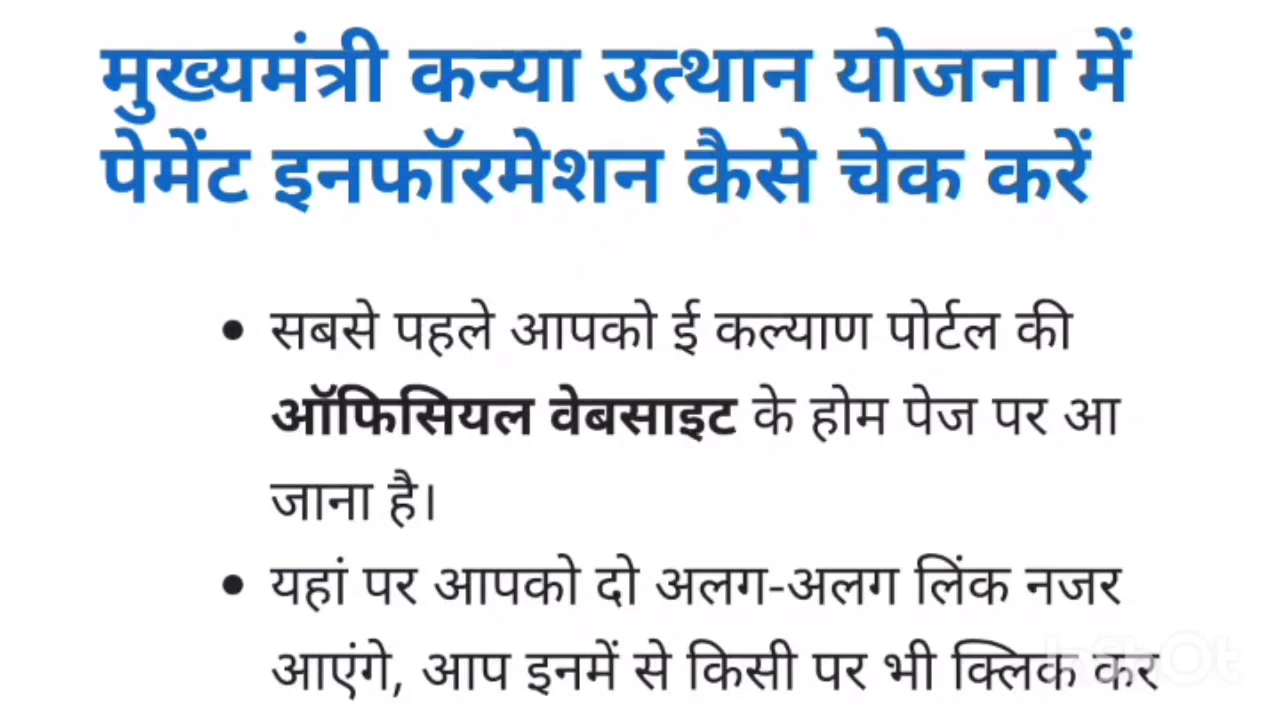 मुख्यमंत्री कन्या उत्थान योजना में
पेमेंट इनफॉरमेशन कैसे चेक करें
सबसे पहले आपको ई कल्याण पोर्टल की
ऑफिसियल वेबसाइट के होम पेज पर आ
जाना है।
यहां पर आपको दो अलग-अलग लिंक नजर
आएंगे, आप इनमें से किसी पर भी क्लिक कर
InShOt